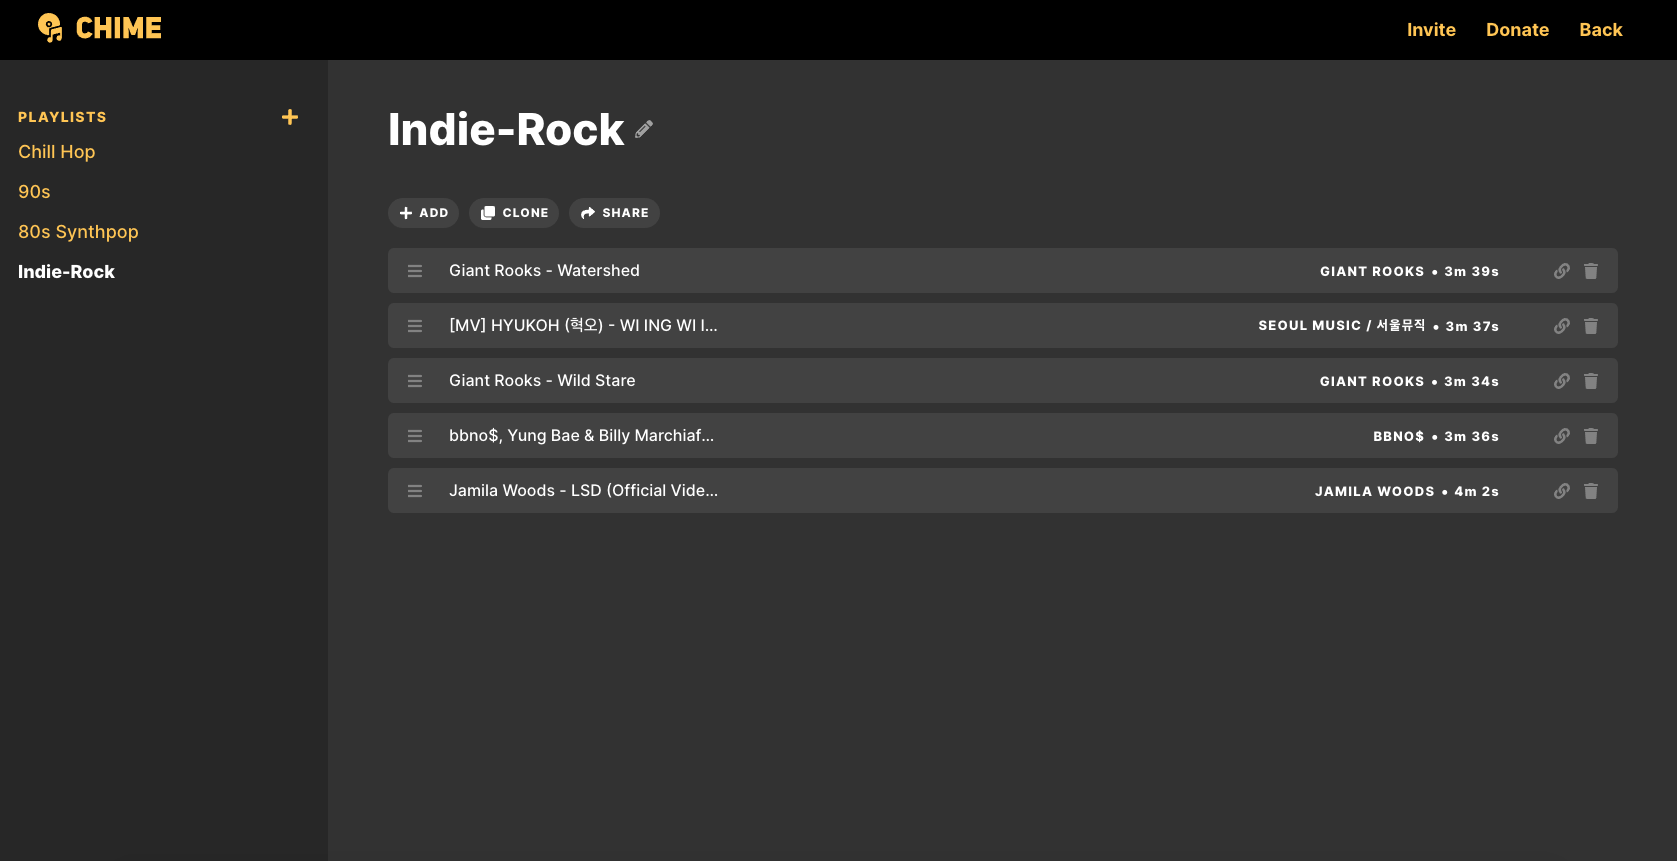 CHIME
Invite Donate Back
PLAYLISTS
Chill Hop
90s
80s Synthpop
Indie-Rock
Indie-Rock
ADD CLONE SHARE
Giant Rooks - Watershed GIANT ROOKS • 3m 39s
[MV] HYUKOH (혁오) - WI ING WI I... SEOUL MUSIC / 서울뮤직 • 3m 37s
Giant Rooks - Wild Stare GIANT ROOKS • 3m 34s
bbno$, Yung Bae & Billy Marchiaf... BBNO$ • 3m 36s
Jamila Woods - LSD (Official Vide... JAMILA WOODS • 4m 2s